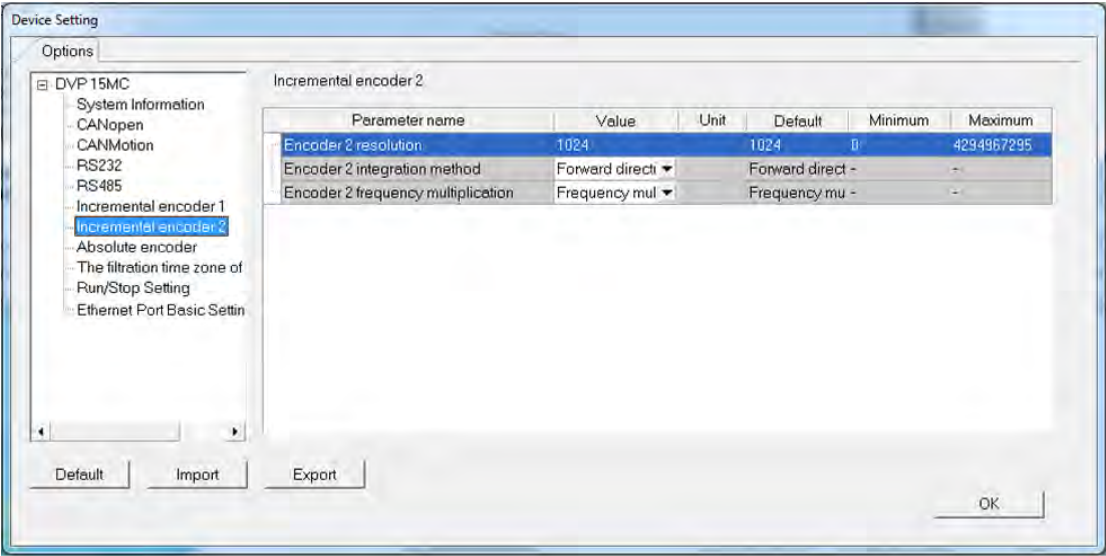 Device Setting
Options
DVP 15MC
System Information
CANopen
CANMotion
RS232
RS485
Incremental encoder 1
Incremental encoder 2
Absolute encoder
The filtration time zone of
Run/Stop Setting
Ethernet Port Basic Settin
Incremental encoder 2
Parameter name Value Unit Default Minimum Maximum
Encoder 2 resolution 1024 1024 0 4294967295
Encoder 2 integration method Forward directi Forward direct - -
Encoder 2 frequency multiplication Frequency mul Frequency mu - -
Default Import Export
OK